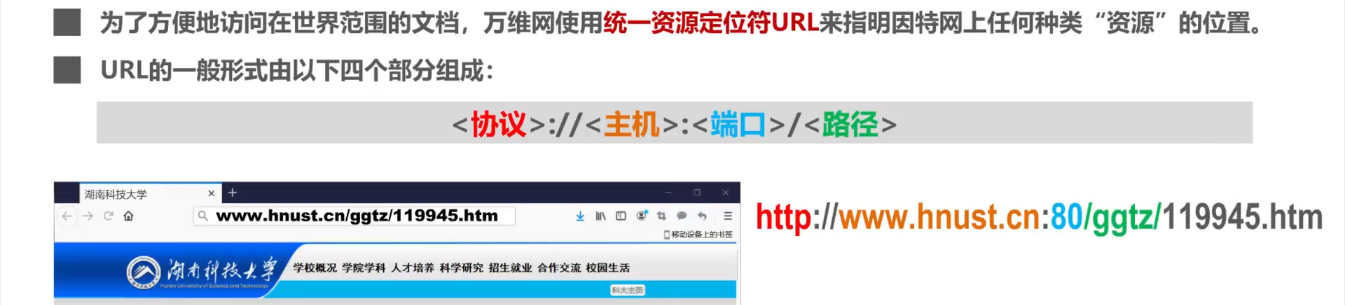 为了方便地访问在世界范围的文档，万维网使用统一资源定位符URL来指明因特网上任何种类“资源”的位置。
URL的一般形式由以下四个部分组成：
<协议>://<主机>:<端口>/<路径>
湖南科技大学
www.hnust.cn/ggtz/119945.htm
http://www.hnust.cn:80/ggtz/119945.htm
移动设备上的书签
湖南科技大学
Hunan University of Science and Technology
学校概况 学院学科 人才培养 科学研究 招生就业 合作交流 校园生活
科大主页